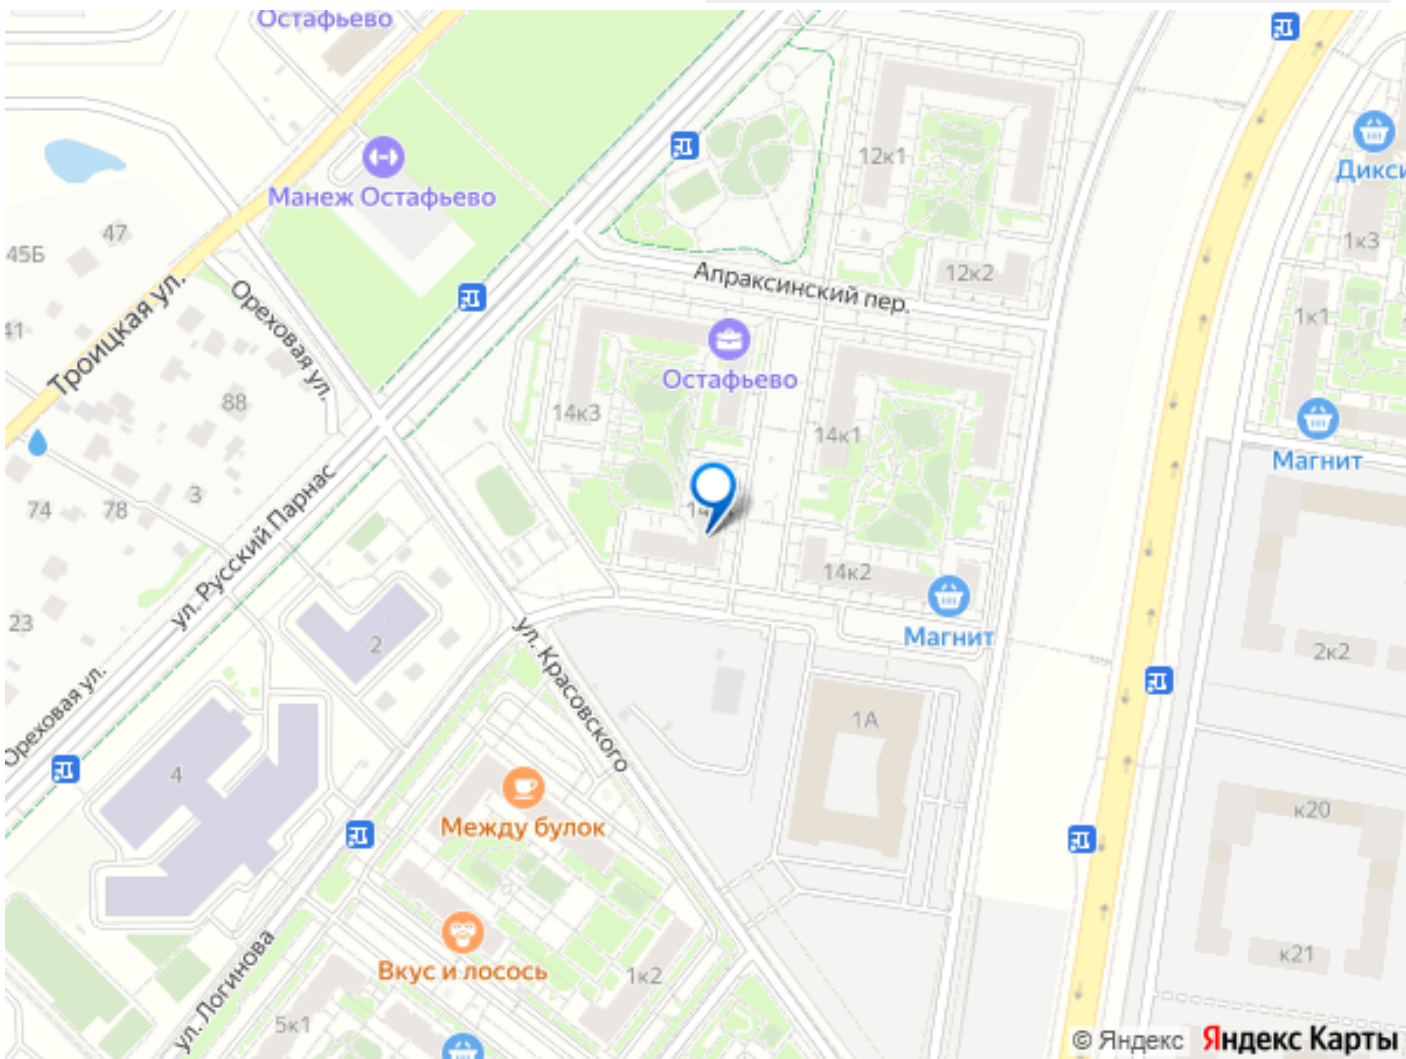 Остафьево
Дикси
12к1
Манеж Остафьево
47
45Б
1к3
12к2
Апраксинский пер.
41
Троицкая ул.
Ореховая ул.
1к1
Остафьево
88
14к3
14к1
Магнит
3
74
78
ул. Русский Парнас
14к2
Магнит
23
2
ул. Красовского
2к2
Ореховая ул.
1А
4
Между булок
к20
Вкус и лосось
1к2
к21
ул. Логинова
5к1
© Яндекс Яндекс Карты